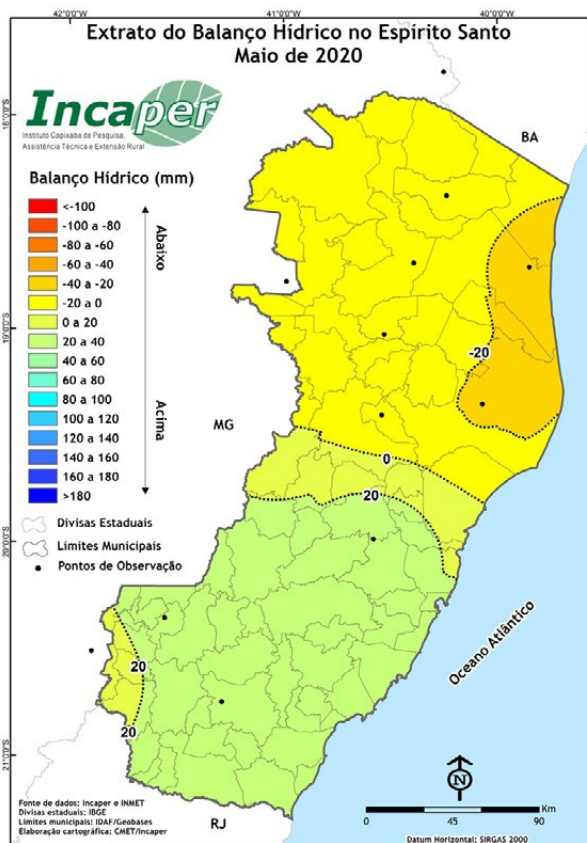 Extrato do Balanço Hídrico no Espírito Santo
Maio de 2020
42°0'0"W
41°0'0"W
40°0'0"W
18°0'0"S
19°0'0"S
20°0'0"S
21°0'0"S
Incaper
Instituto Capixaba de Pesquisa,
Assistência Técnica e Extensão Rural
Balanço Hídrico (mm)
<-100
-100 a -80
-80 a -60
-60 a -40
-40 a -20
-20 a 0
0 a 20
20 a 40
40 a 60
60 a 80
80 a 100
100 a 120
120 a 140
140 a 160
160 a 180
>180
Abaixo
Acima
Divisas Estaduais
Limites Municipais
Pontos de Observação
BA
MG
RJ
-20
0
20
20
20
Oceano Atlântico
Fonte de dados: Incaper e INMET
Divisas estaduais: IBGE
Limites municipais: IDAF/Geobases
Elaboração cartográfica: CMET/Incaper
N
Km
0 45 90
Datum Horizontal: SIRGAS 2000